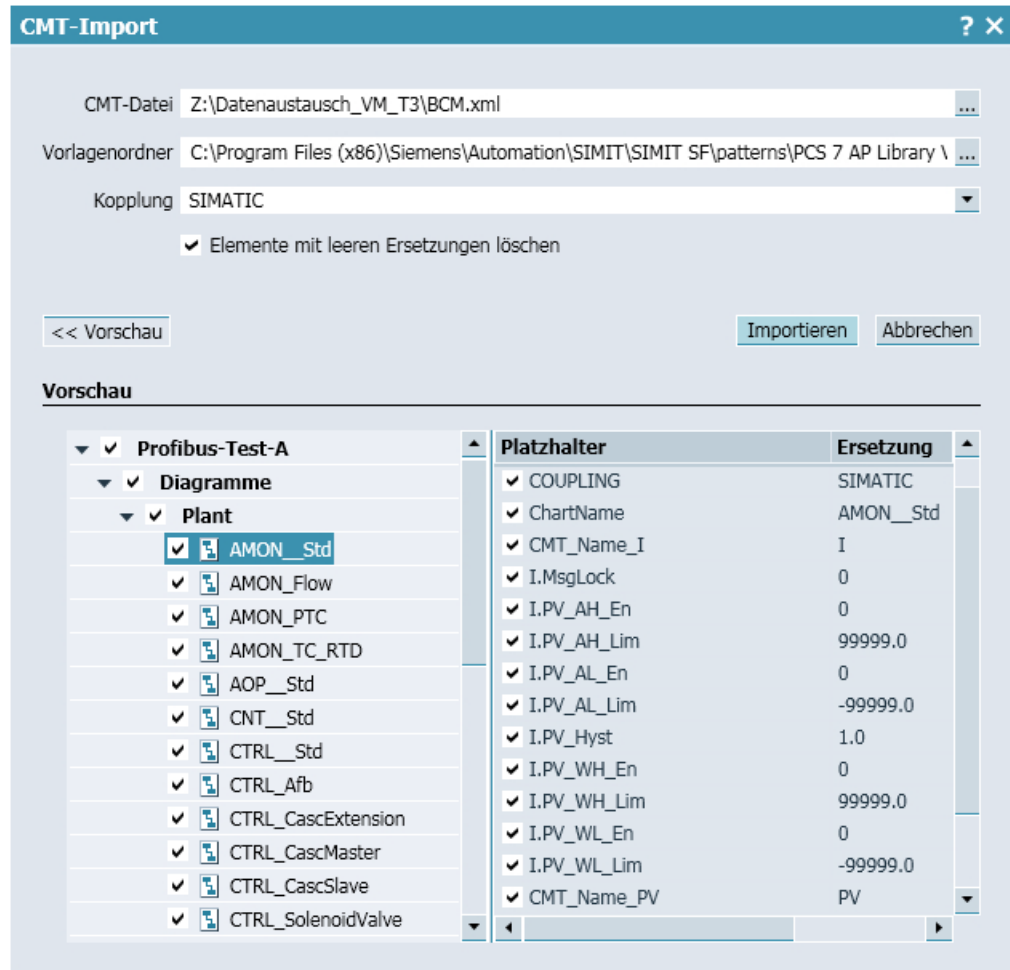 CMT-Import ? ×
CMT-Datei Z:\Datenaustausch_VM_T3\BCM.xml ...
Vorlagenordner C:\Program Files (x86)\Siemens\Automation\SIMIT\SIMIT SF\patterns\PCS 7 AP Library \ ...
Kopplung SIMATIC
Elemente mit leeren Ersetzungen löschen
<< Vorschau Importieren Abbrechen
Vorschau
Profibus-Test-A
Diagramme
Plant
AMON__Std
AMON_Flow
AMON_PTC
AMON_TC_RTD
AOP__Std
CNT__Std
CTRL__Std
CTRL_Afb
CTRL_CascExtension
CTRL_CascMaster
CTRL_CascSlave
CTRL_SolenoidValve
Platzhalter Ersetzung
COUPLING SIMATIC
ChartName AMON__Std
CMT_Name_I I
I.MsgLock 0
I.PV_AH_En 0
I.PV_AH_Lim 99999.0
I.PV_AL_En 0
I.PV_AL_Lim -99999.0
I.PV_Hyst 1.0
I.PV_WH_En 0
I.PV_WH_Lim 99999.0
I.PV_WL_En 0
I.PV_WL_Lim -99999.0
CMT_Name_PV PV